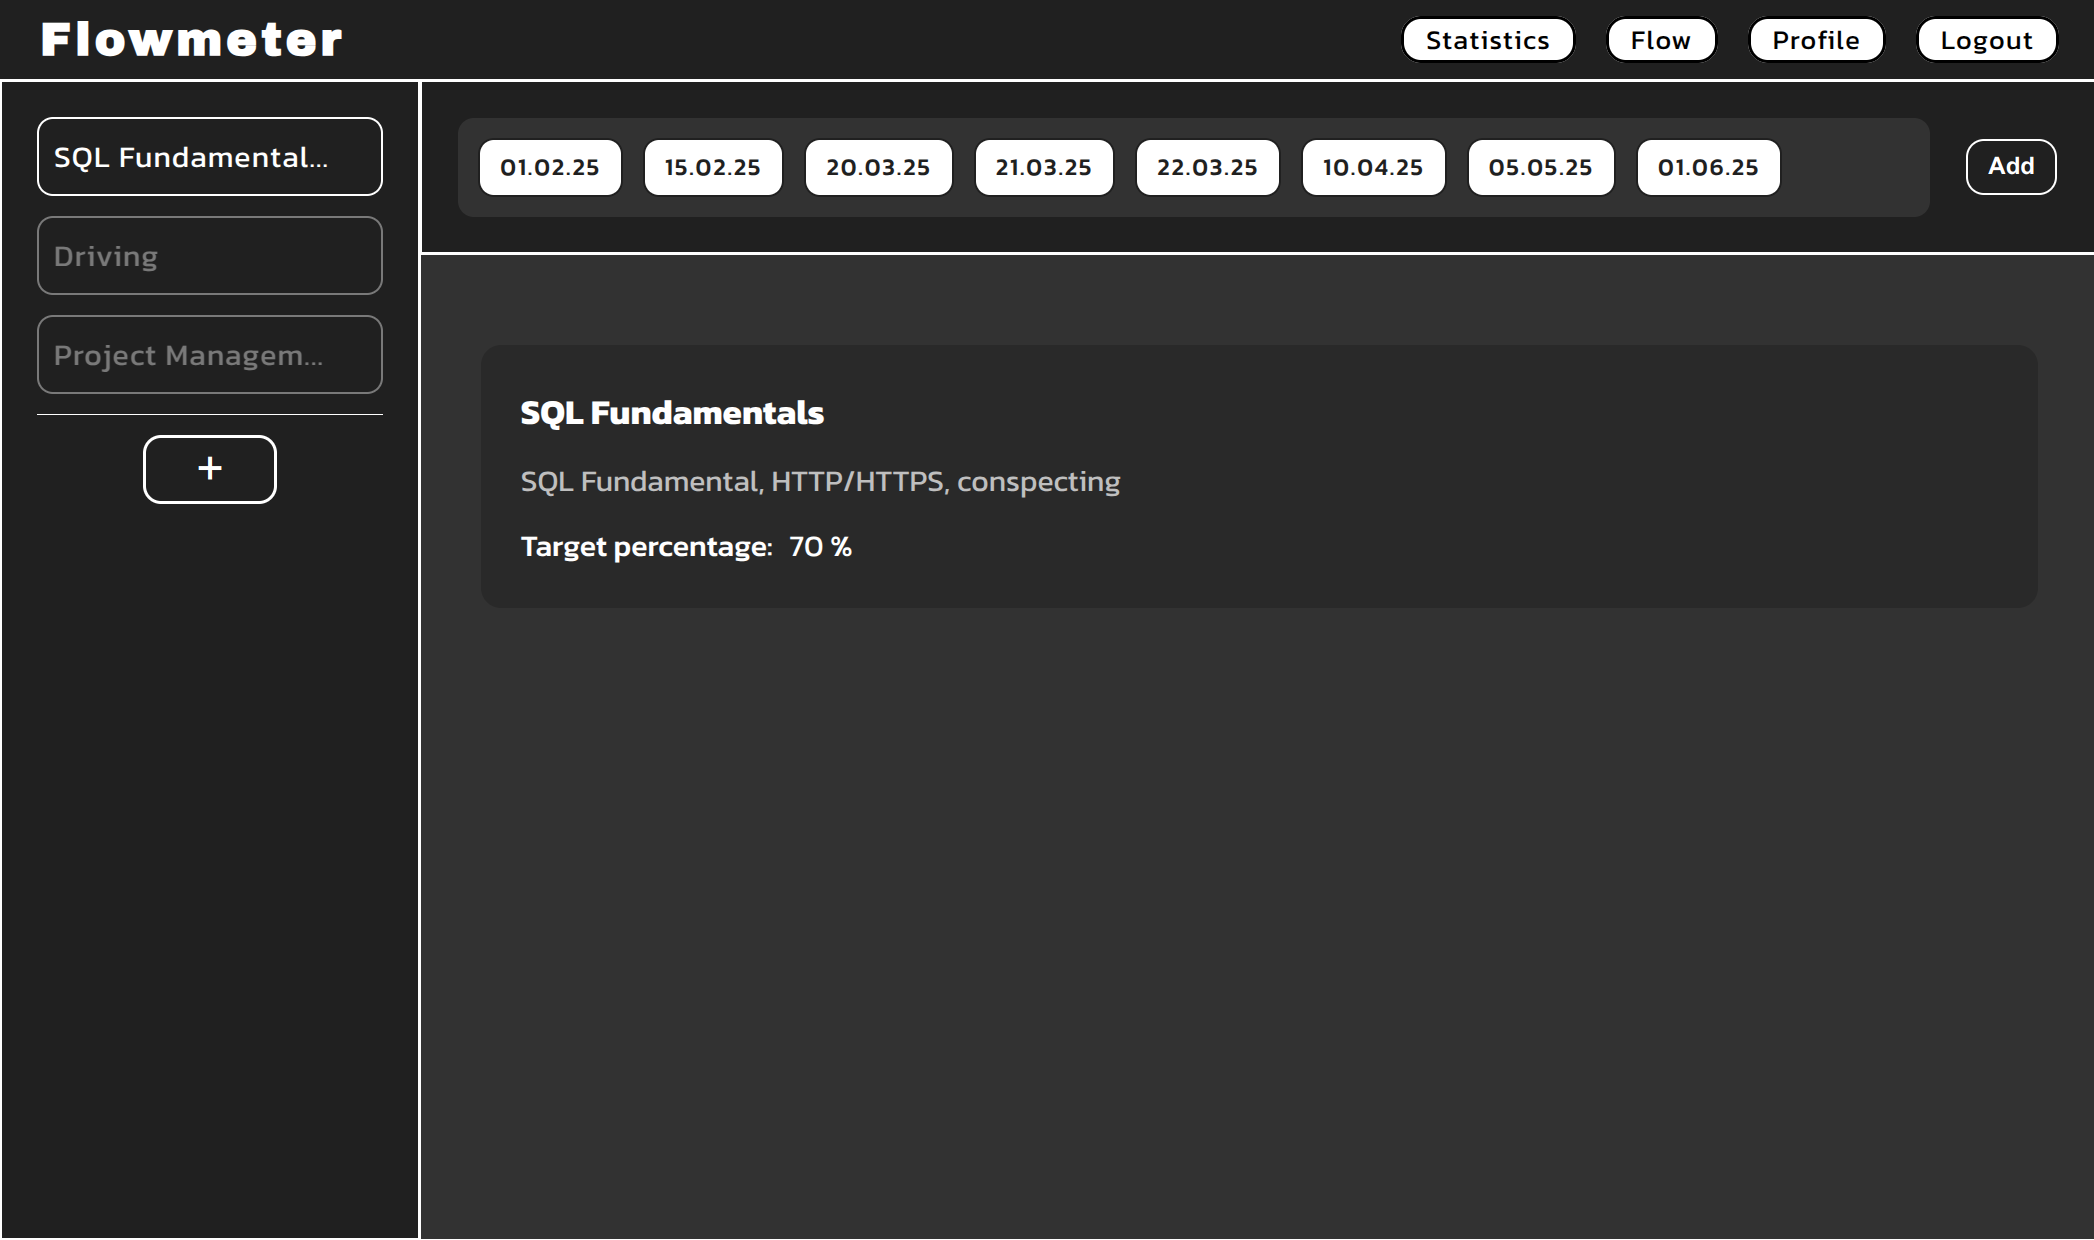 Flowmeter
Statistics Flow Profile Logout
SQL Fundamental...
Driving
Project Managem...
+
01.02.25 15.02.25 20.03.25 21.03.25 22.03.25 10.04.25 05.05.25 01.06.25
Add
SQL Fundamentals
SQL Fundamental, HTTP/HTTPS, conspecting
Target percentage: 70 %